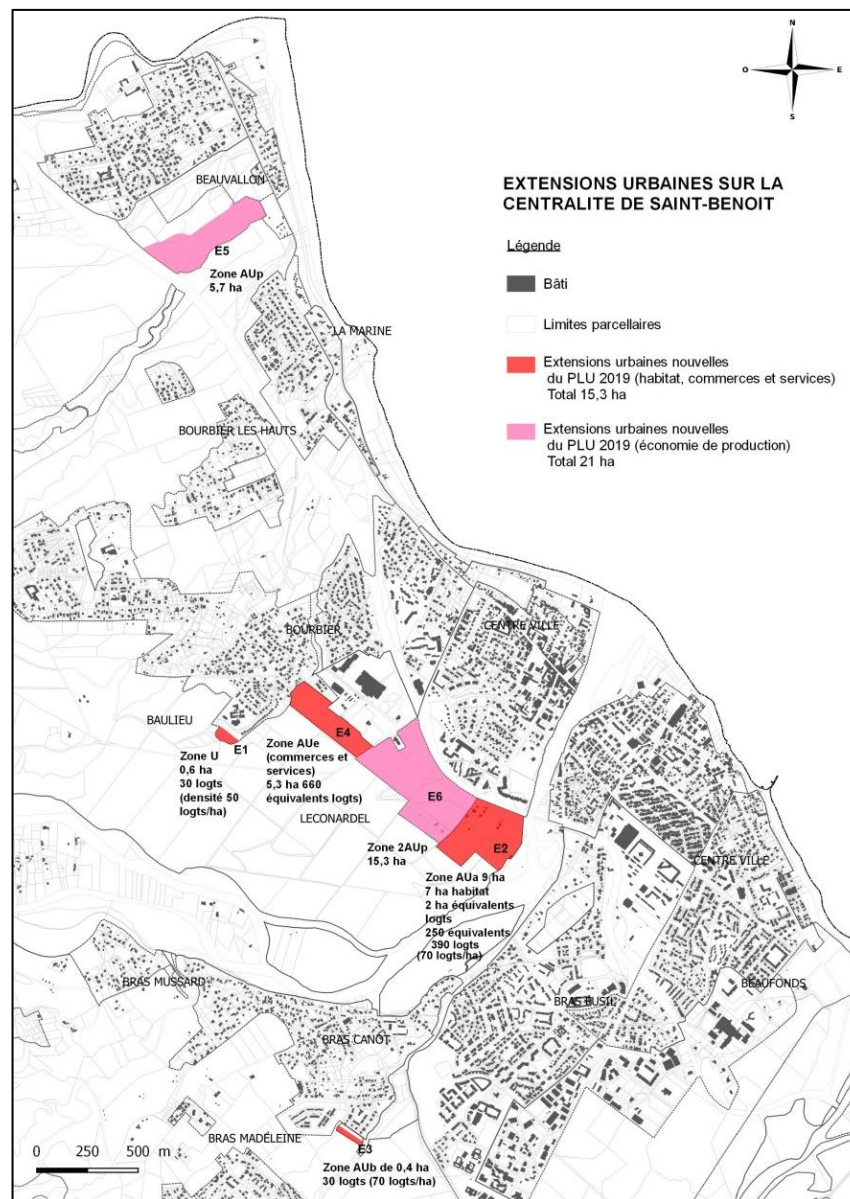 N
O
E
S
EXTENSIONS URBAINES SUR LA
CENTRALITE DE SAINT-BENOIT
Légende
Bâti
Limites parcellaires
Extensions urbaines nouvelles
du PLU 2019 (habitat, commerces et services)
Total 15,3 ha
Extensions urbaines nouvelles
du PLU 2019 (économie de production)
Total 21 ha
BEAUVALLON
E5
Zone AUp
5,7 ha
LA MARINE
BOURBIER LES HAUTS
BOURBIER
CENTRE VILLE
BAULIEU
E1
Zone U
0,6 ha
30 logts
(densité 50
logts/ha)
E4
Zone AUe
(commerces et
services)
5,3 ha 660
équivalents logts
LECONARDEL
E6
Zone 2AUp
15,3 ha
E2
Zone AUa 9 ha
7 ha habitat
2 ha équivalents
logts
250 équivalents
390 logts
(70 logts/ha)
CENTRE VILLE
BRAS MUSSARD
BRAS FUSIL
BEAUFONDS
BRAS CANOT
BRAS MADELEINE
E3
Zone AUb de 0,4 ha
30 logts (70 logts/ha)
0 250 500 m